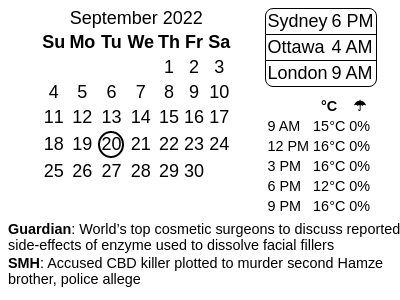 September 2022
Su Mo Tu We Th Fr Sa
1 2 3
4 5 6 7 8 9 10
11 12 13 14 15 16 17
18 19 20 21 22 23 24
25 26 27 28 29 30
Sydney 6 PM
Ottawa 4 AM
London 9 AM
°C ☂
9 AM 15°C 0%
12 PM 16°C 0%
3 PM 16°C 0%
6 PM 12°C 0%
9 PM 16°C 0%
Guardian: World’s top cosmetic surgeons to discuss reported
side-effects of enzyme used to dissolve facial fillers
SMH: Accused CBD killer plotted to murder second Hamze
brother, police allege